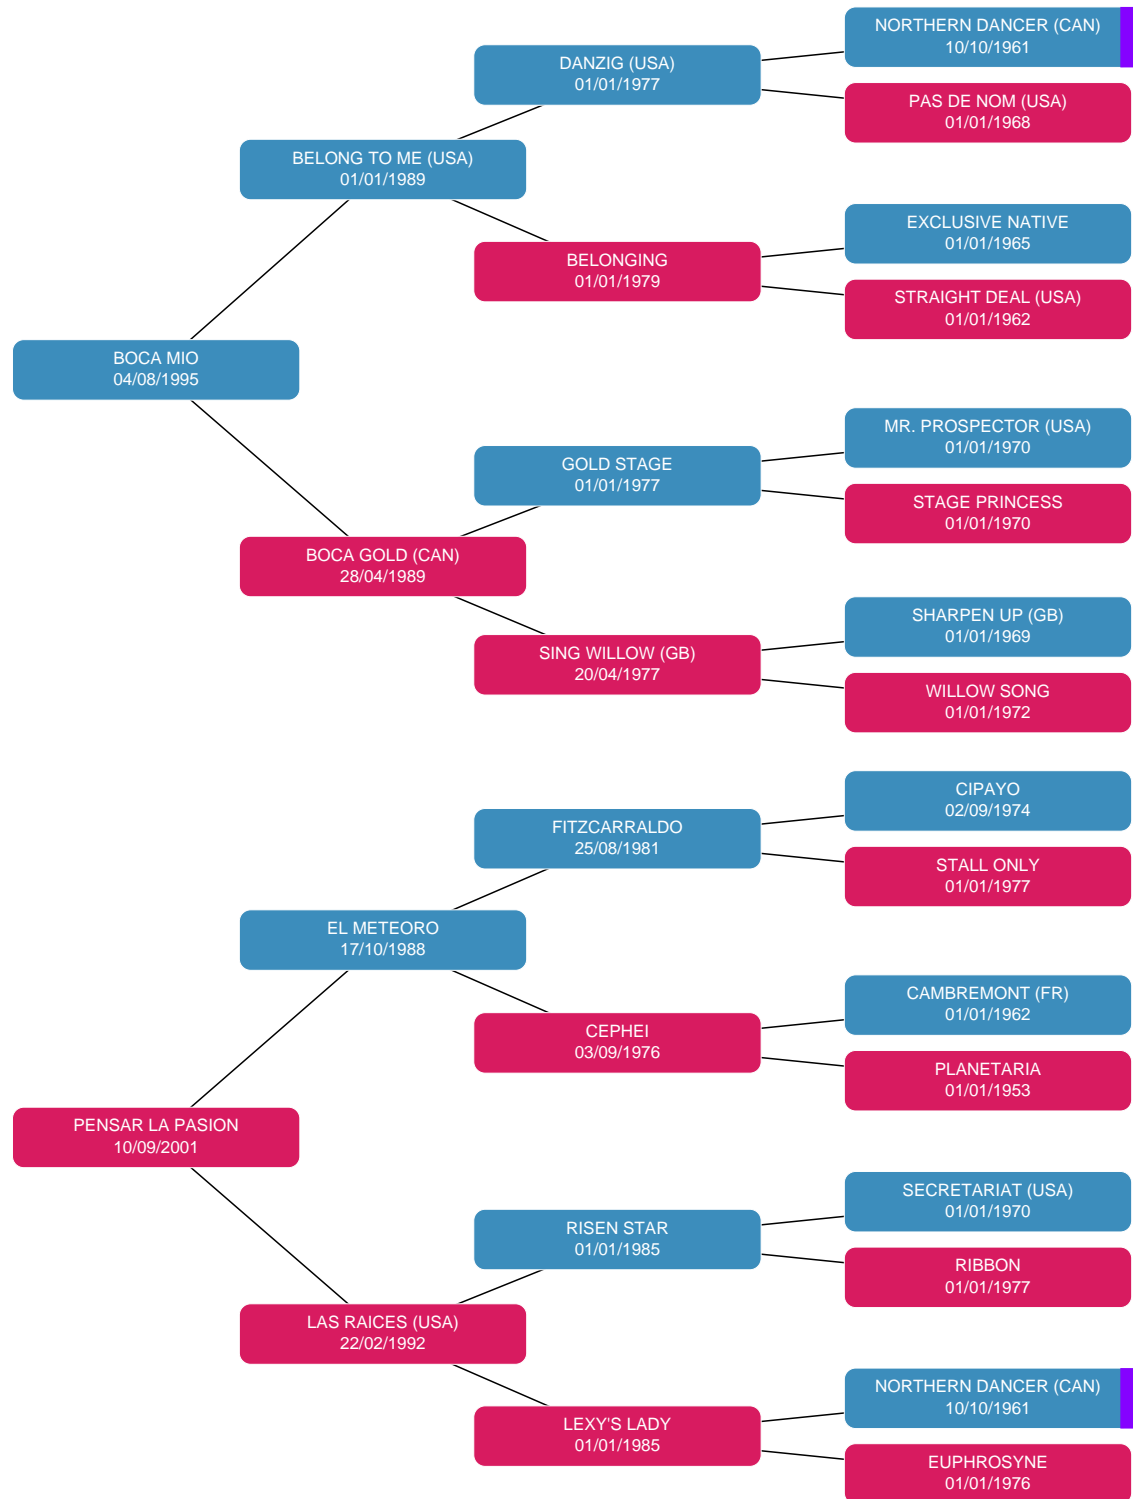 NORTHERN DANCER (CAN)
10/10/1961
DANZIG (USA)
01/01/1977
PAS DE NOM (USA)
01/01/1968
BELONG TO ME (USA)
01/01/1989
EXCLUSIVE NATIVE
01/01/1965
BELONGING
01/01/1979
STRAIGHT DEAL (USA)
01/01/1962
BOCA MIO
04/08/1995
MR. PROSPECTOR (USA)
01/01/1970
GOLD STAGE
01/01/1977
STAGE PRINCESS
01/01/1970
BOCA GOLD (CAN)
28/04/1989
SHARPEN UP (GB)
01/01/1969
SING WILLOW (GB)
20/04/1977
WILLOW SONG
01/01/1972
CIPAYO
02/09/1974
FITZCARRALDO
25/08/1981
STALL ONLY
01/01/1977
EL METEORO
17/10/1988
CAMBREMONT (FR)
01/01/1962
CEPHEI
03/09/1976
PLANETARIA
01/01/1953
PENSAR LA PASION
10/09/2001
SECRETARIAT (USA)
01/01/1970
RISEN STAR
01/01/1985
RIBBON
01/01/1977
LAS RAICES (USA)
22/02/1992
NORTHERN DANCER (CAN)
10/10/1961
LEXY'S LADY
01/01/1985
EUPHROSYNE
01/01/1976